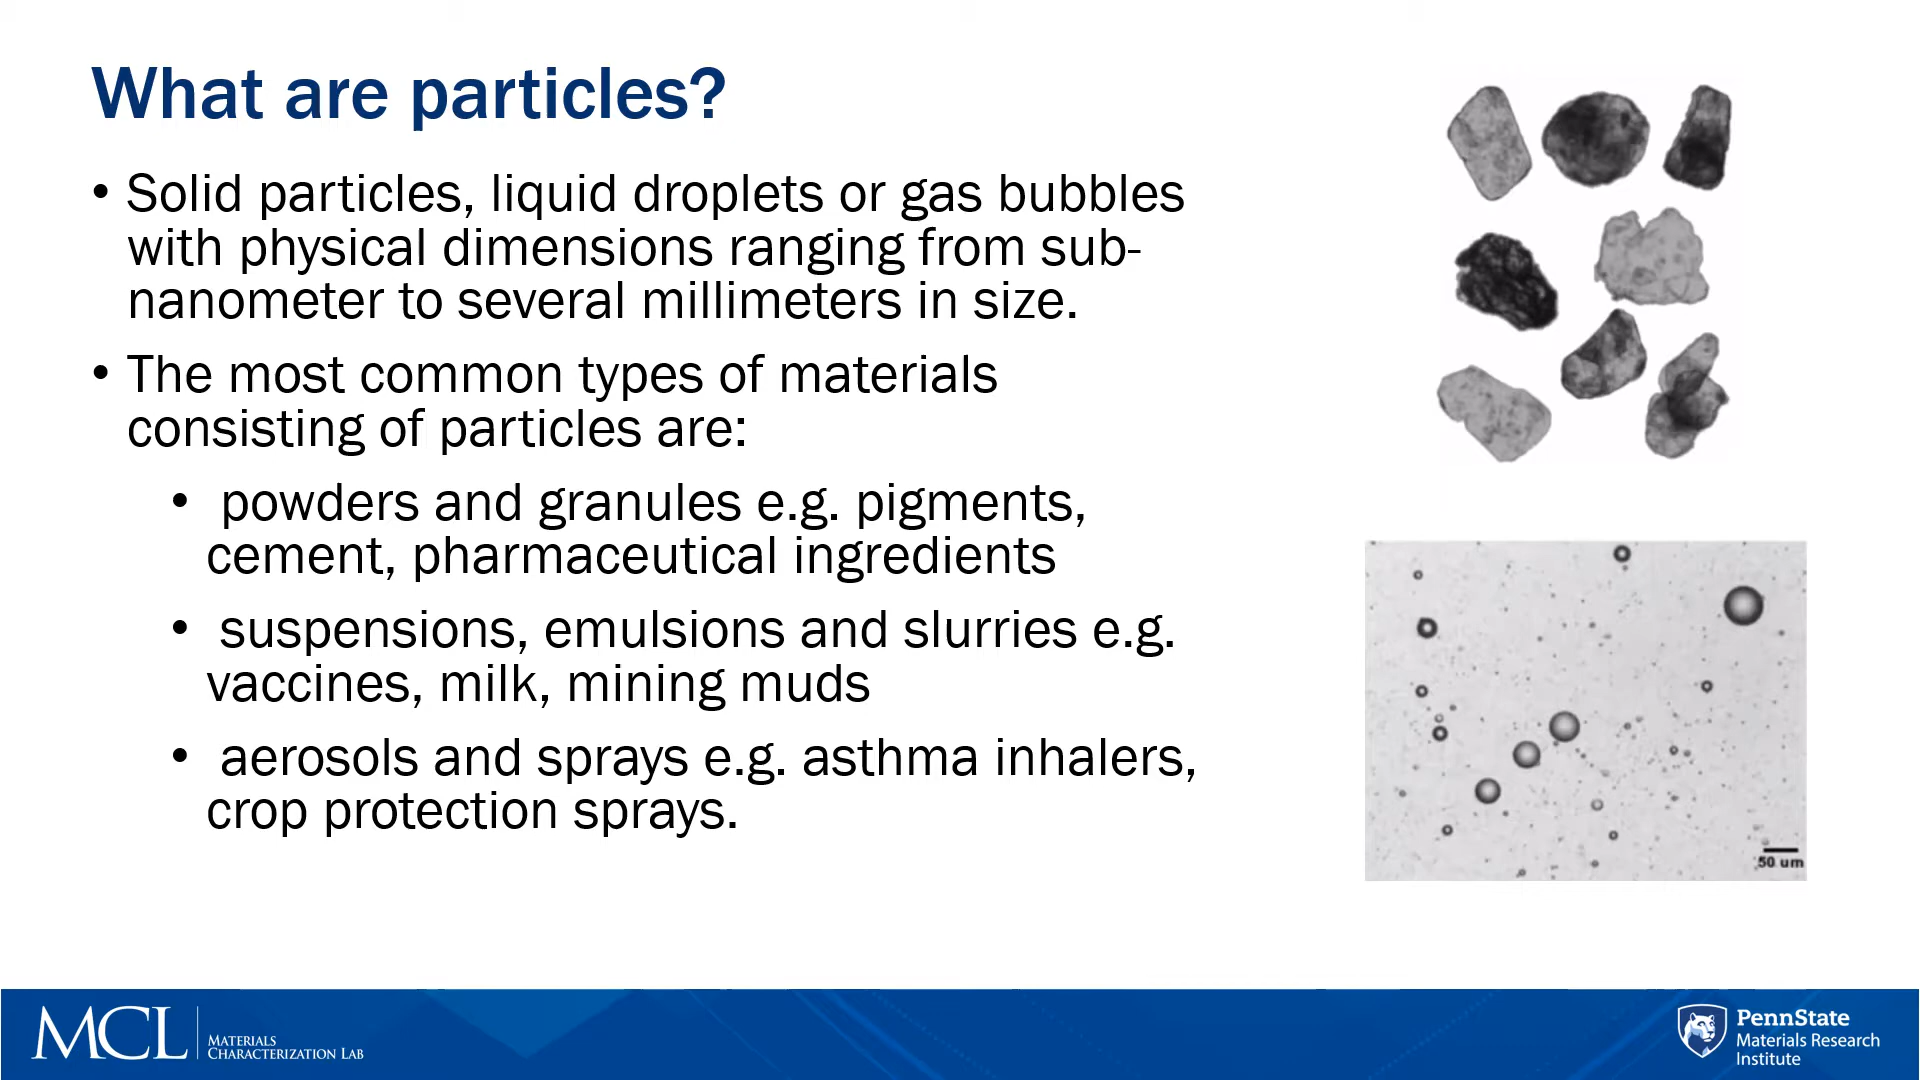 What are particles?
• Solid particles, liquid droplets or gas bubbles
with physical dimensions ranging from sub-
nanometer to several millimeters in size.
• The most common types of materials
consisting of particles are:
• powders and granules e.g. pigments,
cement, pharmaceutical ingredients
• suspensions, emulsions and slurries e.g.
vaccines, milk, mining muds
• aerosols and sprays e.g. asthma inhalers,
crop protection sprays.
50 um
MCL
MATERIALS
CHARACTERIZATION LAB
PennState
Materials Research
Institute